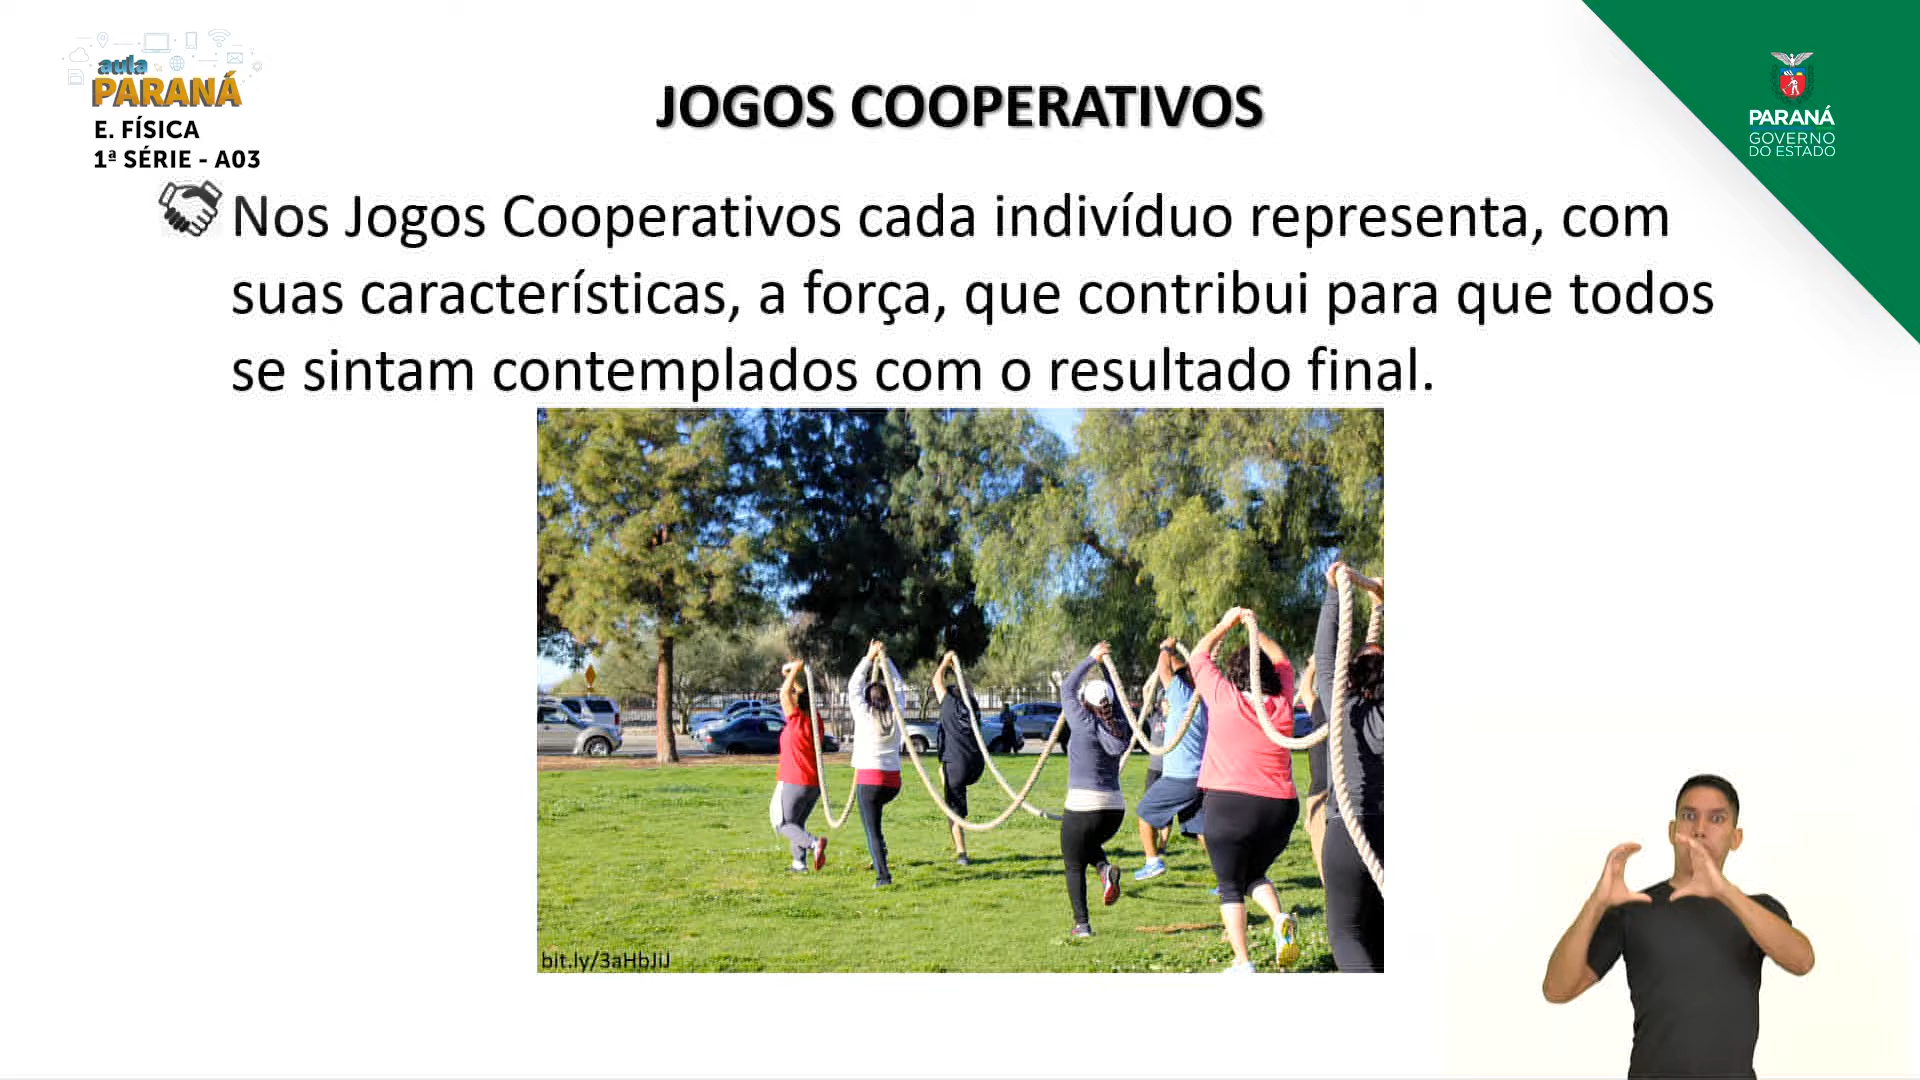 aula
PARANÁ
E. FÍSICA
1ª SÉRIE - A03
JOGOS COOPERATIVOS
PARANÁ
GOVERNO
DO ESTADO
Nos Jogos Cooperativos cada indivíduo representa, com
suas características, a força, que contribui para que todos
se sintam contemplados com o resultado final.
bit.ly/3aHbJiJ